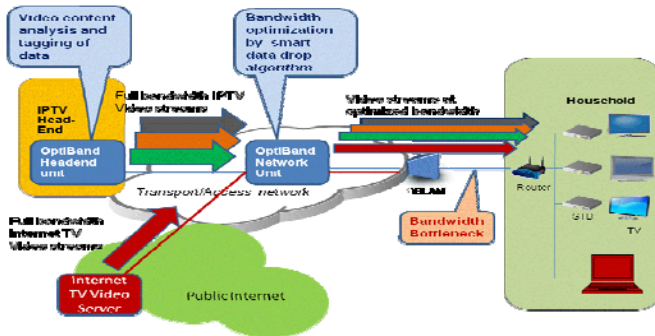 Video content
analysis and
tagging of
data
Bandwidth
optimization
by smart
data drop
algorithm
IPTV
Head-
End
OptiBand
Headend
unit
Full bandwidth IPTV
Video streams
OptiBand
Network
Unit
Video streams at
optimized bandwidth
Household
Transport/Access network
DSLAM
Router
STB
TV
Bandwidth
Bottleneck
Full
bandwidth
Internet TV
Video
streams
Internet
TV Video
Server
Public Internet